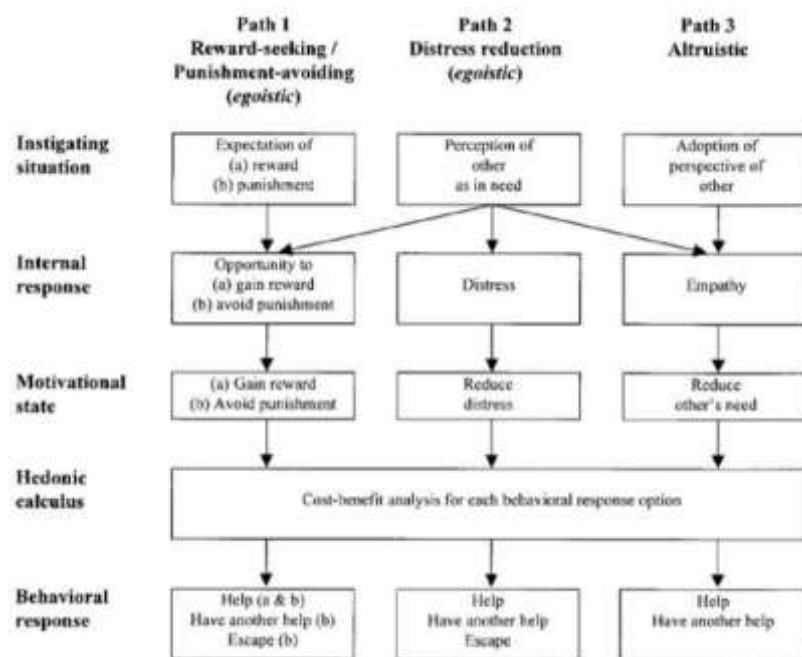 Path 1
Reward-seeking /
Punishment-avoiding
(egoistic)
Path 2
Distress reduction
(egoistic)
Path 3
Altruistic
Instigating
situation
Expectation of
(a) reward
(b) punishment
Perception of
other
as in need
Adoption of
perspective of
other
Internal
response
Opportunity to
(a) gain reward
(b) avoid punishment
Distress
Empathy
Motivational
state
(a) Gain reward
(b) Avoid punishment
Reduce
distress
Reduce
other's need
Hedonic
calculus
Cost-benefit analysis for each behavioral response option
Behavioral
response
Help (a & b)
Have another help (b)
Escape (b)
Help
Have another help
Escape
Help
Have another help